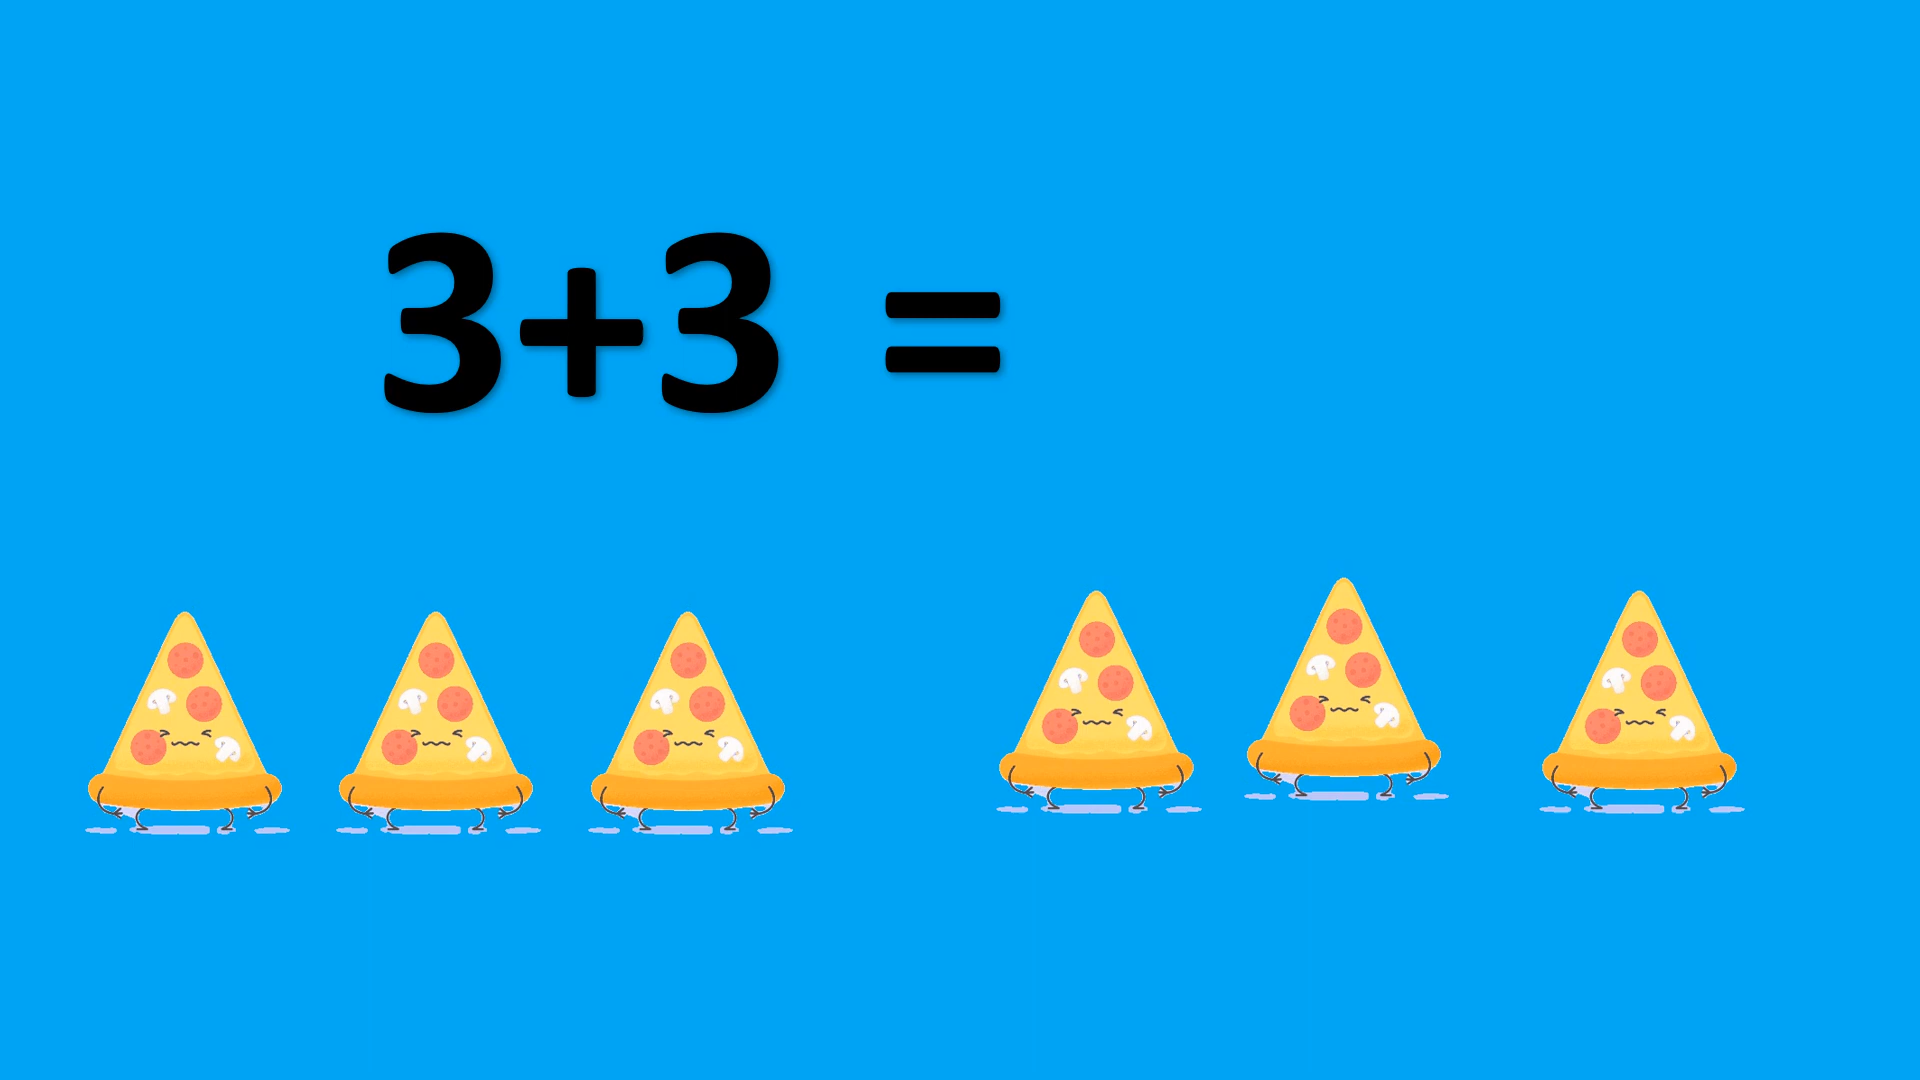 3+3 =